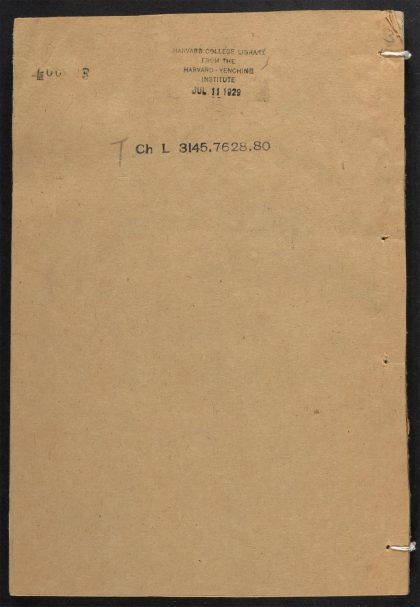 HARVARD COLLEGE LIBRARY
FROM THE
HARVARD-YENCHING
INSTITUTE
JUL 11 1929
T Ch L 3145.7628.80